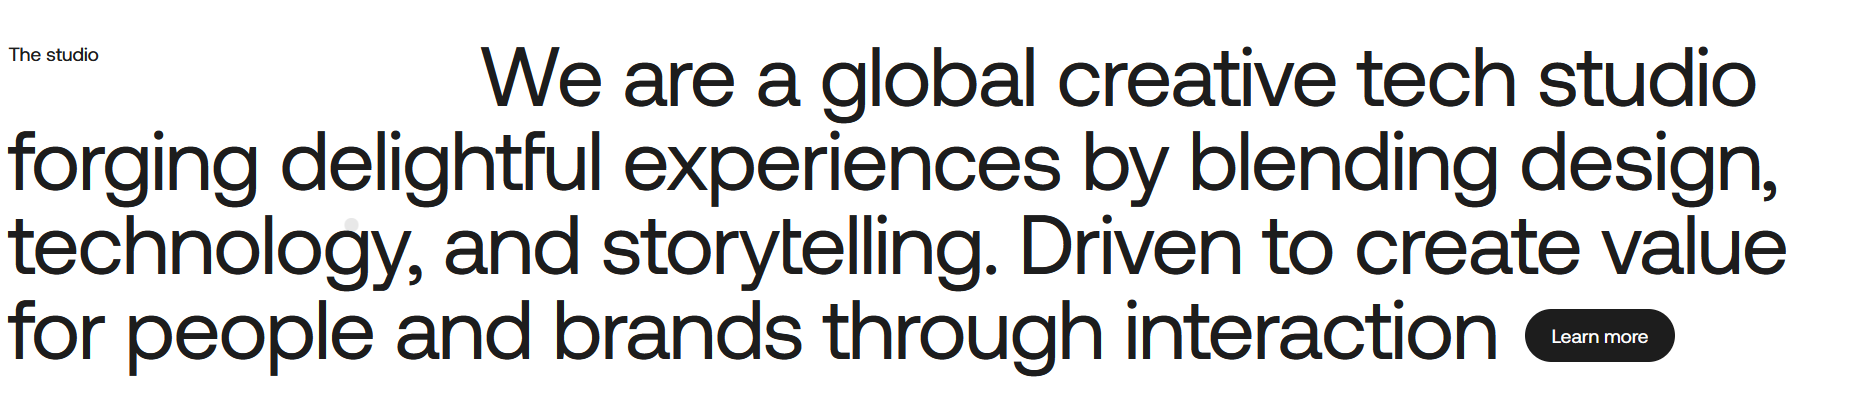 The studio
We are a global creative tech studio
forging delightful experiences by blending design,
technology, and storytelling. Driven to create value
for people and brands through interaction
Learn more